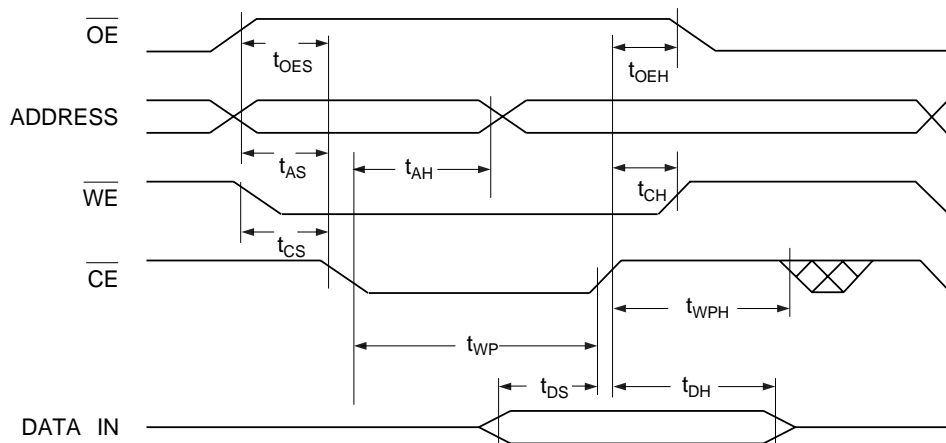 OE
tOES
tOEH
ADDRESS
tAS
tAH
WE
tCH
tCS
CE
tWPH
tWP
tDS
tDH
DATA IN